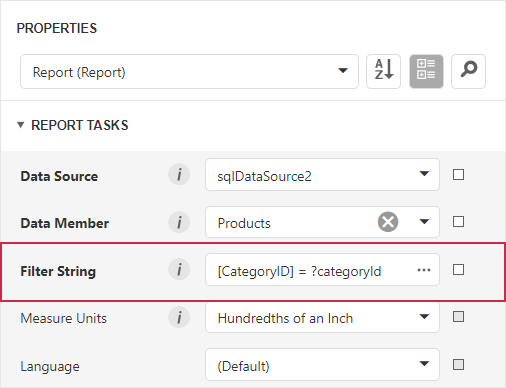 PROPERTIES
Report (Report)
A
Z
REPORT TASKS
Data Source i sqlDataSource2
Data Member i Products
Filter String i [CategoryID] = ?categoryId ...
Measure Units i Hundredths of an Inch
Language (Default)